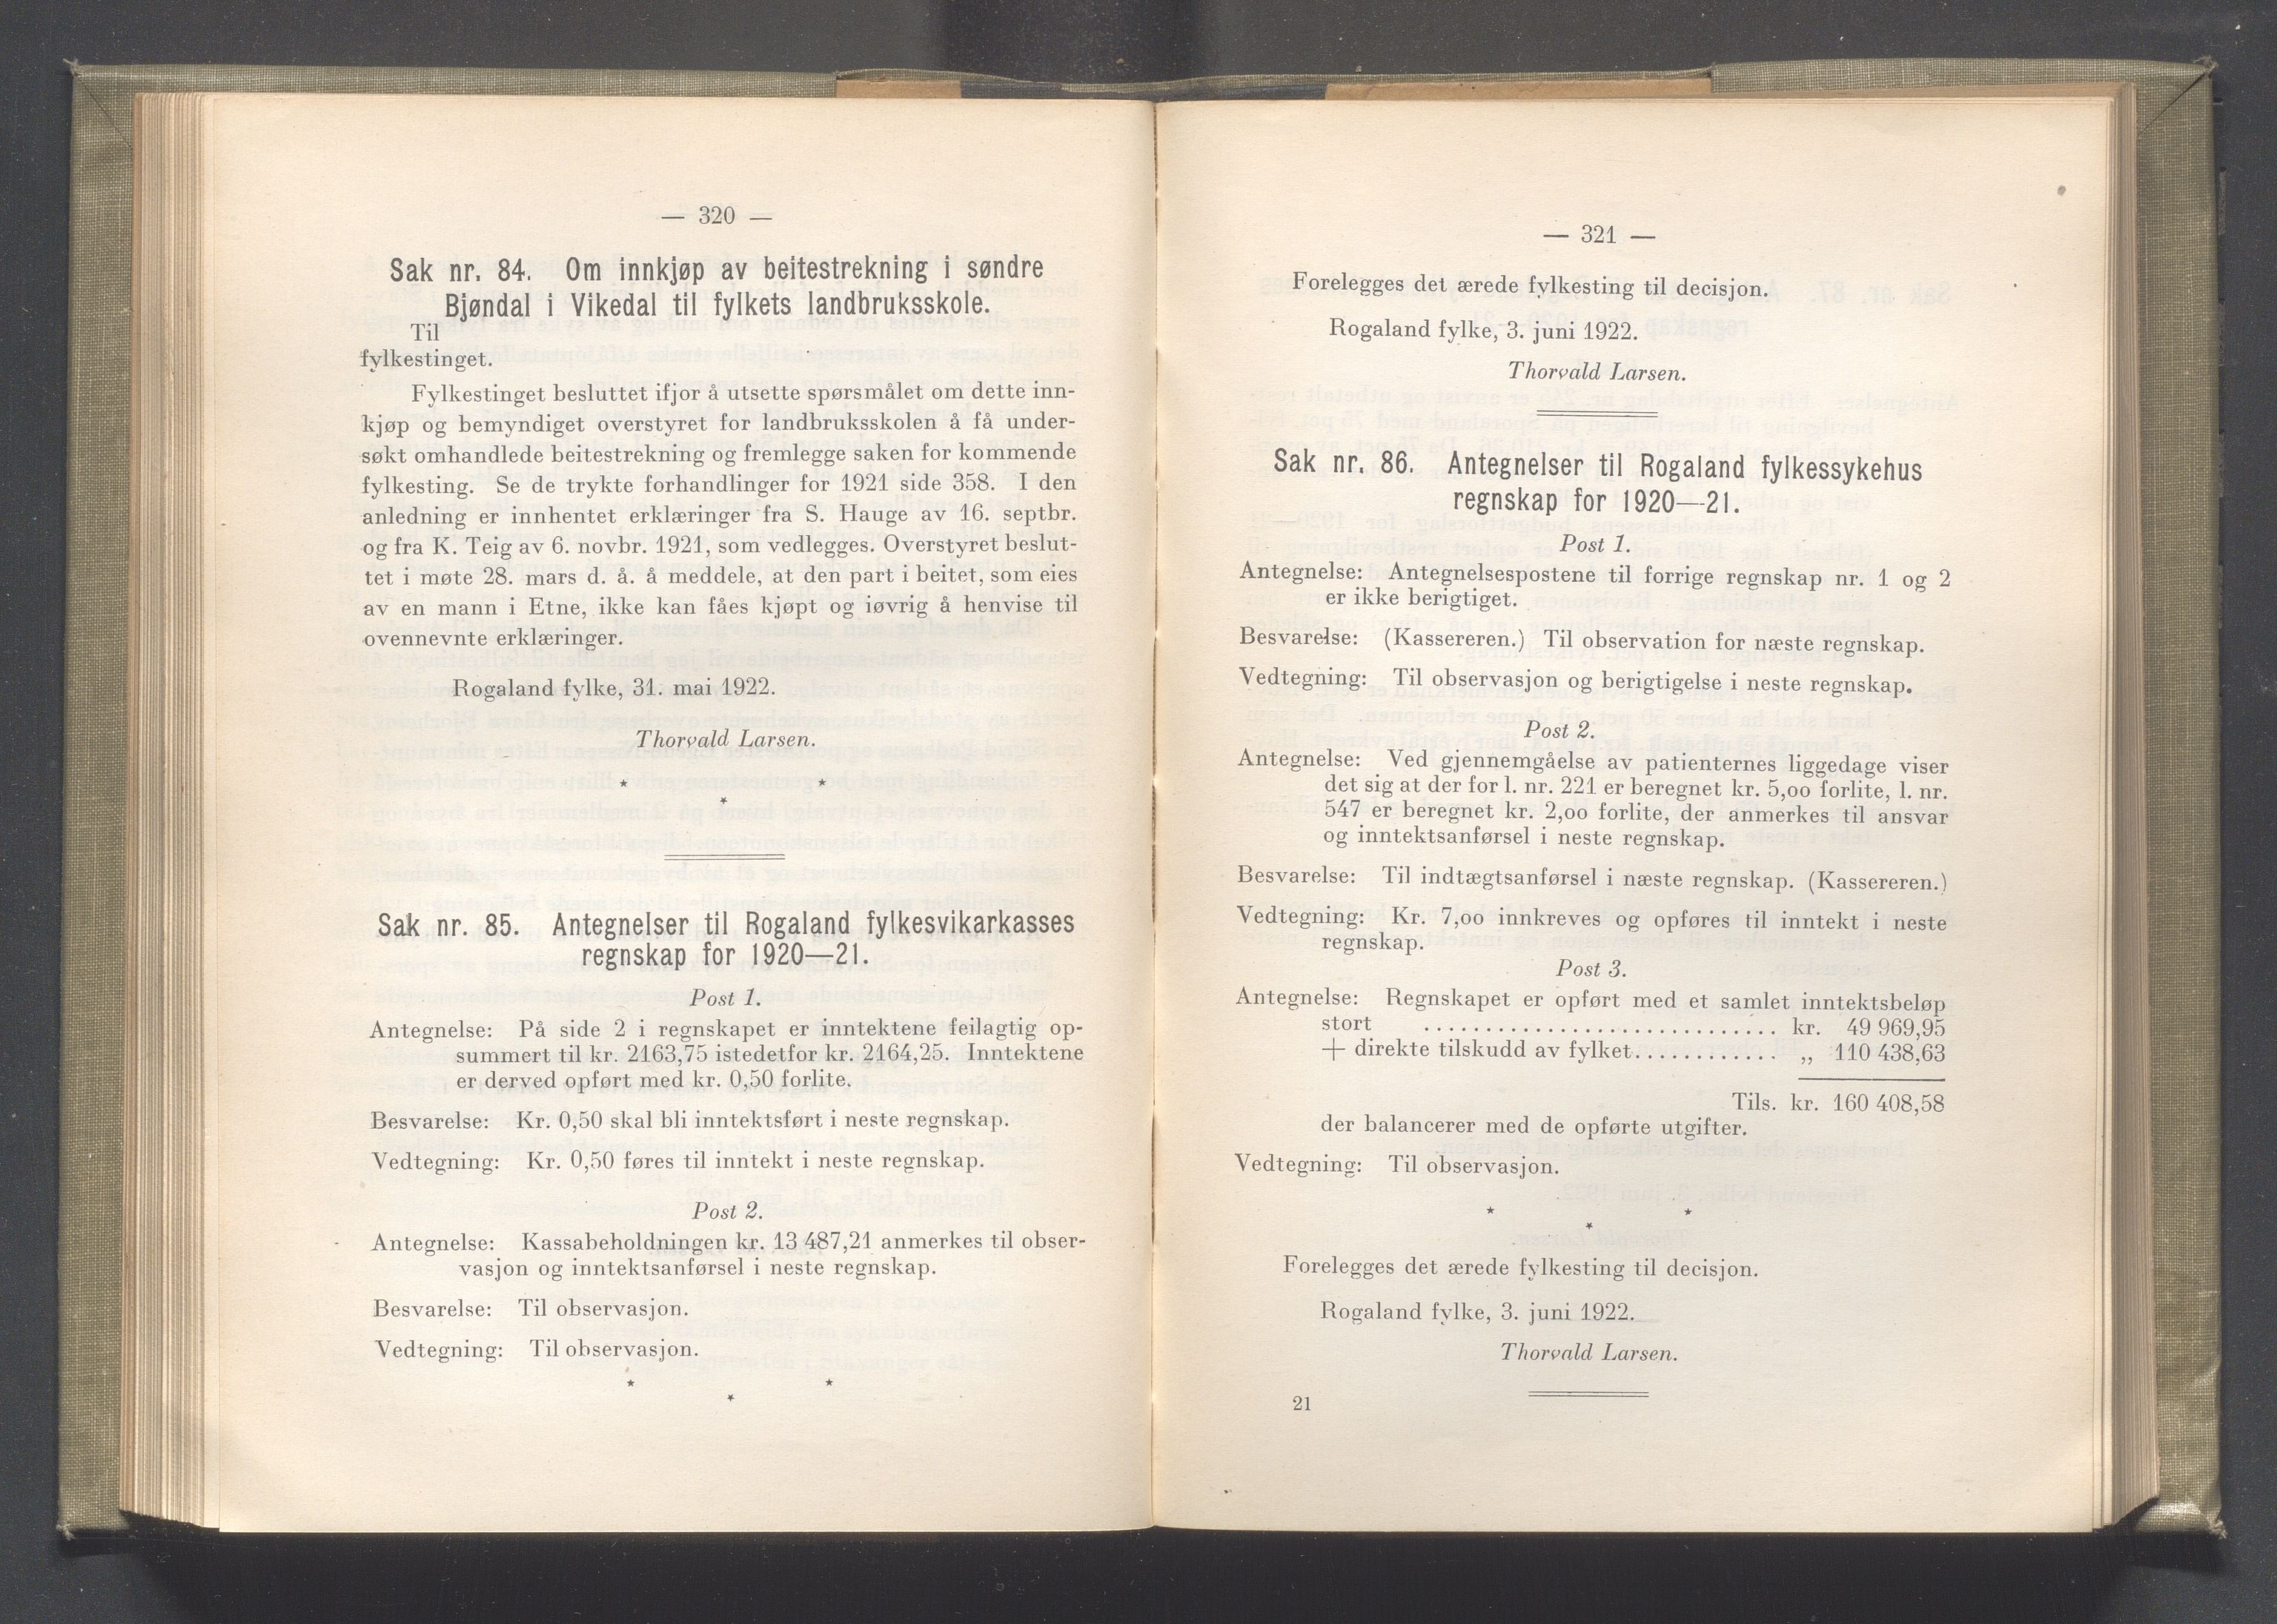 — 320 —
Sak nr. 84. Om innkjøp av beitestrekning i søndre
Bjøndal i Vikedal til fylkets landbruksskole.
Til
fylkestinget.
Fylkestinget besluttet ifjor å utsette spørsmålet om dette inn-
kjøp og bemyndiget overstyret for landbruksskolen å få under-
søkt omhandlede beitestrekning og fremlegge saken for kommende
fylkesting. Se de trykte forhandlinger for 1921 side 358. I den
anledning er innhentet erklæringer fra S. Hauge av 16. septbr.
og fra K. Teig av 6. novbr. 1921, som vedlegges. Overstyret beslut-
tet i møte 28. mars d. å. å meddele, at den part i beitet, som eies
av en mann i Etne, ikke kan fåes kjøpt og iøvrig å henvise til
ovennevnte erklæringer.
Rogaland fylke, 31. mai 1922.
Thorvald Larsen.
* * *
Sak nr. 85. Antegnelser til Rogaland fylkesvikarkasses
regnskap for 1920—21.
Post 1.
Antegnelse: På side 2 i regnskapet er inntektene feilagtig op-
summert til kr. 2163,75 istedetfor kr. 2164,25. Inntektene
er derved opført med kr. 0,50 forlite.
Besvarelse: Kr. 0,50 skal bli inntektsført i neste regnskap.
Vedtegning: Kr. 0,50 føres til inntekt i neste regnskap.
Post 2.
Antegnelse: Kassabeholdningen kr. 13 487,21 anmerkes til obser-
vasjon og inntektsanførsel i neste regnskap.
Besvarelse: Til observasjon.
Vedtegning: Til observasjon.
* * *
— 321 —
Forelegges det ærede fylkesting til decisjon.
Rogaland fylke, 3. juni 1922.
Thorvald Larsen.
Sak nr. 86. Antegnelser til Rogaland fylkessykehus
regnskap for 1920—21.
Post 1.
Antegnelse: Antegnelsespostene til forrige regnskap nr. 1 og 2
er ikke berigtiget.
Besvarelse: (Kassereren.) Til observation for næste regnskap.
Vedtegning: Til observasjon og berigtigelse i neste regnskap.
Post 2.
Antegnelse: Ved gjennemgåelse av patienternes liggedage viser
det sig at der for l. nr. 221 er beregnet kr. 5,oo forlite, l. nr.
547 er beregnet kr. 2,oo forlite, der anmerkes til ansvar
og inntektsanførsel i neste regnskap.
Besvarelse: Til indtægtsanførsel i næste regnskap. (Kassereren.)
Vedtegning: Kr. 7,oo innkreves og opføres til inntekt i neste
regnskap.
Post 3.
Antegnelse: Regnskapet er opført med et samlet inntektsbeløp
stort ............................ kr. 49 969,95
+ direkte tilskudd av fylket............ „ 110 438,63
Tils. kr. 160 408,58
der balancerer med de opførte utgifter.
Vedtegning: Til observasjon.
* * *
Forelegges det ærede fylkesting til decisjon.
Rogaland fylke, 3. juni 1922.
Thorvald Larsen.
21